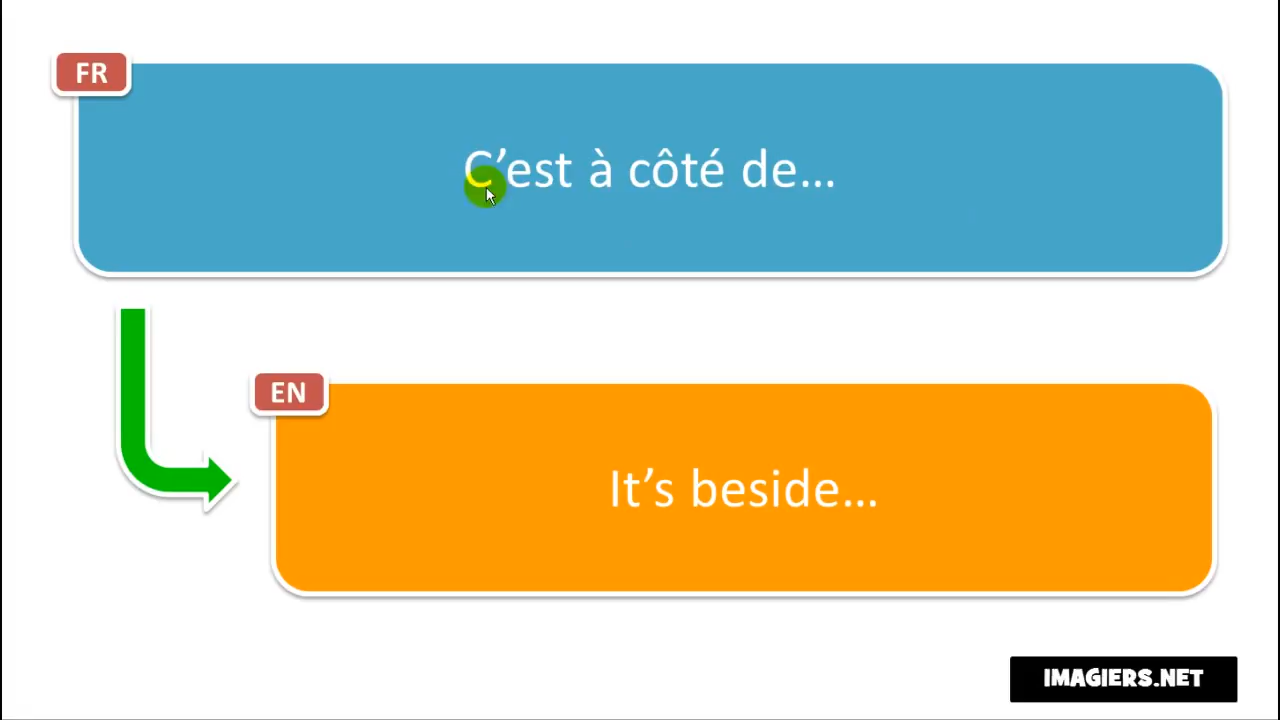 FR
C’est à côté de…
EN
It’s beside…
IMAGIERS.NET